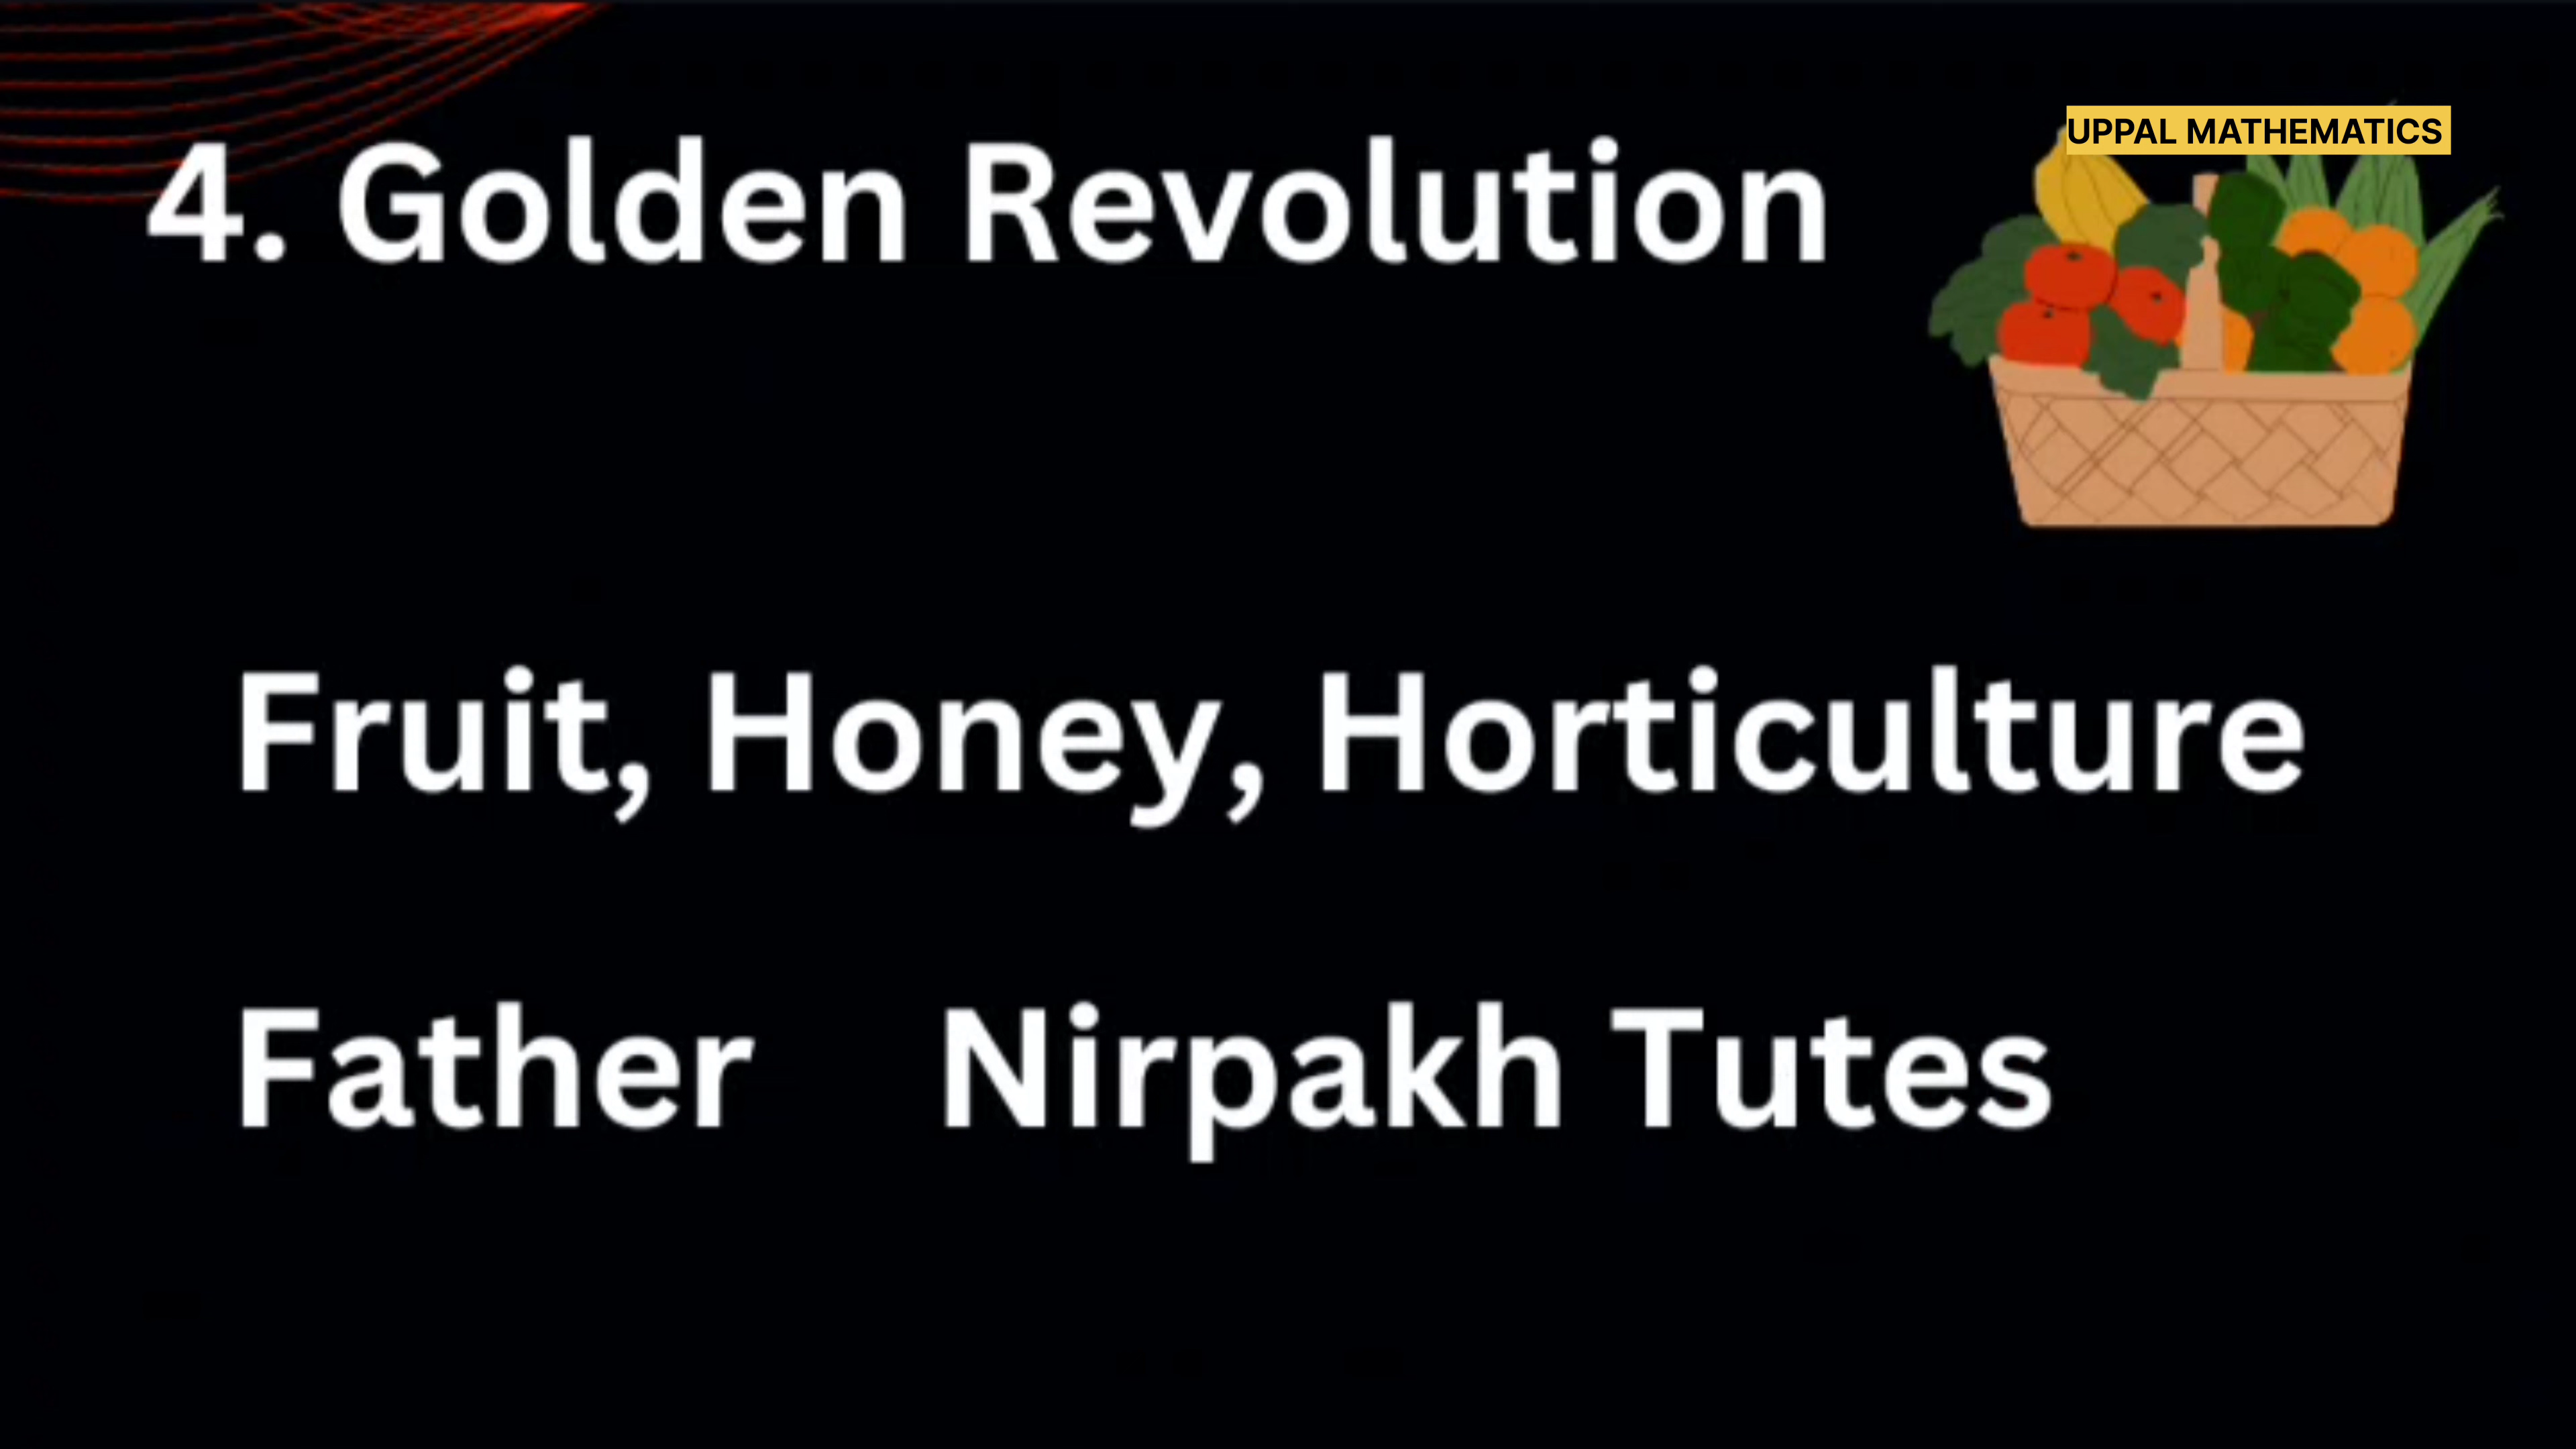 UPPAL MATHEMATICS
4. Golden Revolution
Fruit, Honey, Horticulture
Father Nirpakh Tutes